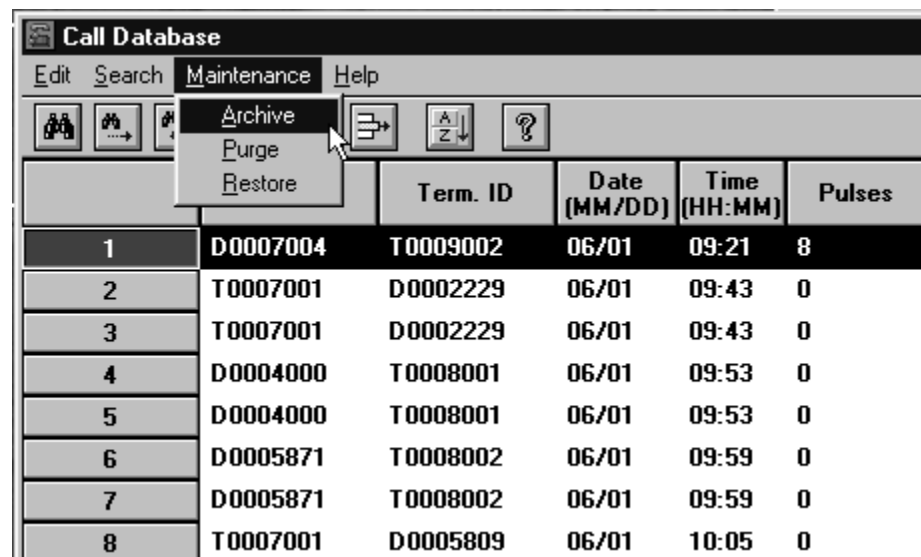 Call Database
Edit Search Maintenance Help
Archive
Purge
Restore
A
Z
?
Term. ID Date (MM/DD) Time (HH:MM) Pulses
1 D0007004 T0009002 06/01 09:21 8
2 T0007001 D0002229 06/01 09:43 0
3 T0007001 D0002229 06/01 09:43 0
4 D0004000 T0008001 06/01 09:53 0
5 D0004000 T0008001 06/01 09:53 0
6 D0005871 T0008002 06/01 09:59 0
7 D0005871 T0008002 06/01 09:59 0
8 T0007001 D0005809 06/01 10:05 0